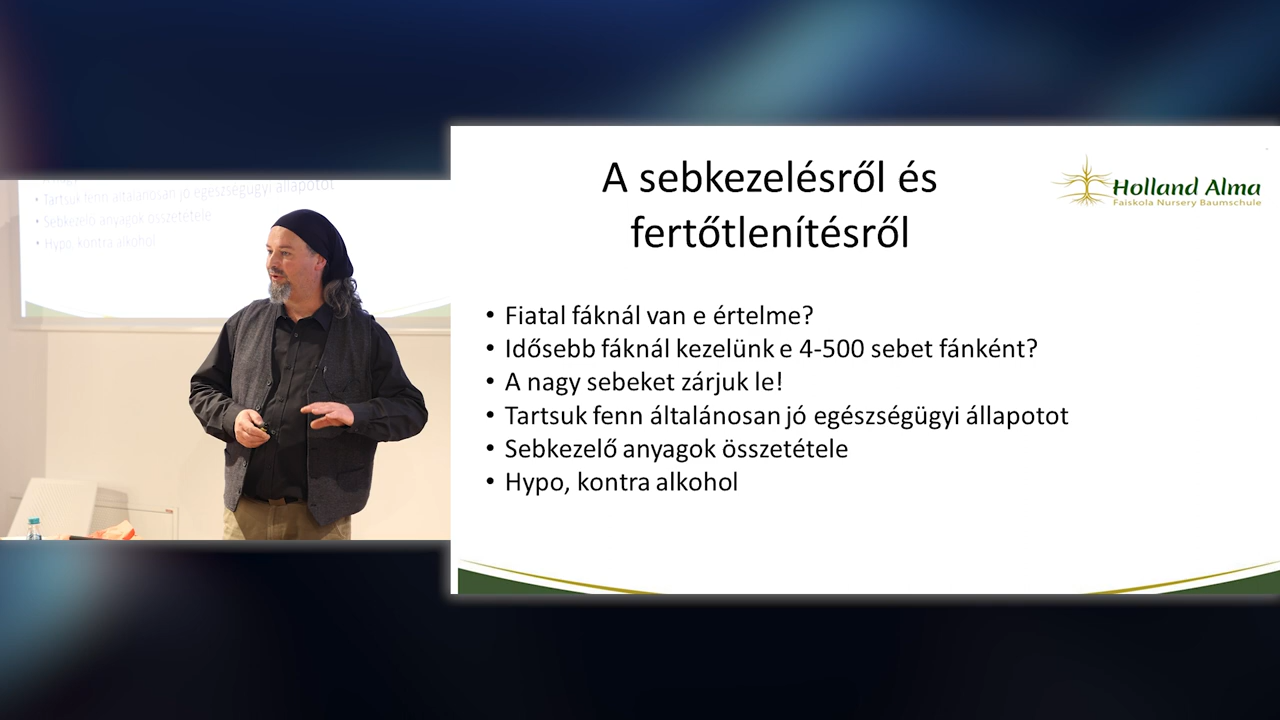 Tartsuk fenn általánosan jó egészségügyi állapotot
• Sebkezelő anyagok összetétele
• Hypo, kontra alkohol
A sebkezelésről és
fertőtlenítésről
Holland Alma
Faiskola Nursery Baumschule
• Fiatal fáknál van e értelme?
• Idősebb fáknál kezelünk e 4-500 sebet fánként?
• A nagy sebeket zárjuk le!
• Tartsuk fenn általánosan jó egészségügyi állapotot
• Sebkezelő anyagok összetétele
• Hypo, kontra alkohol